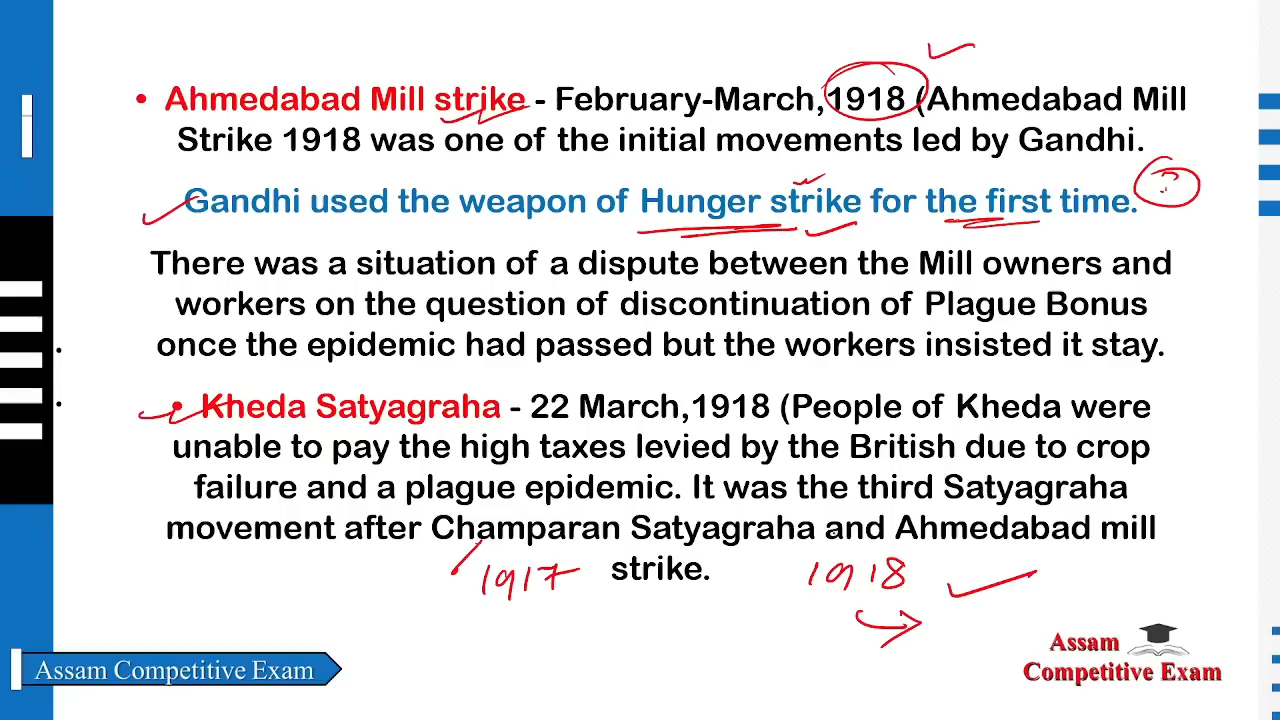 • Ahmedabad Mill strike - February-March,1918 (Ahmedabad Mill
Strike 1918 was one of the initial movements led by Gandhi.
Gandhi used the weapon of Hunger strike for the first time.
?
There was a situation of a dispute between the Mill owners and
workers on the question of discontinuation of Plague Bonus
once the epidemic had passed but the workers insisted it stay.
• Kheda Satyagraha - 22 March,1918 (People of Kheda were
unable to pay the high taxes levied by the British due to crop
failure and a plague epidemic. It was the third Satyagraha
movement after Champaran Satyagraha and Ahmedabad mill
strike.
1917
1918
Assam Competitive Exam
Assam
Competitive Exam